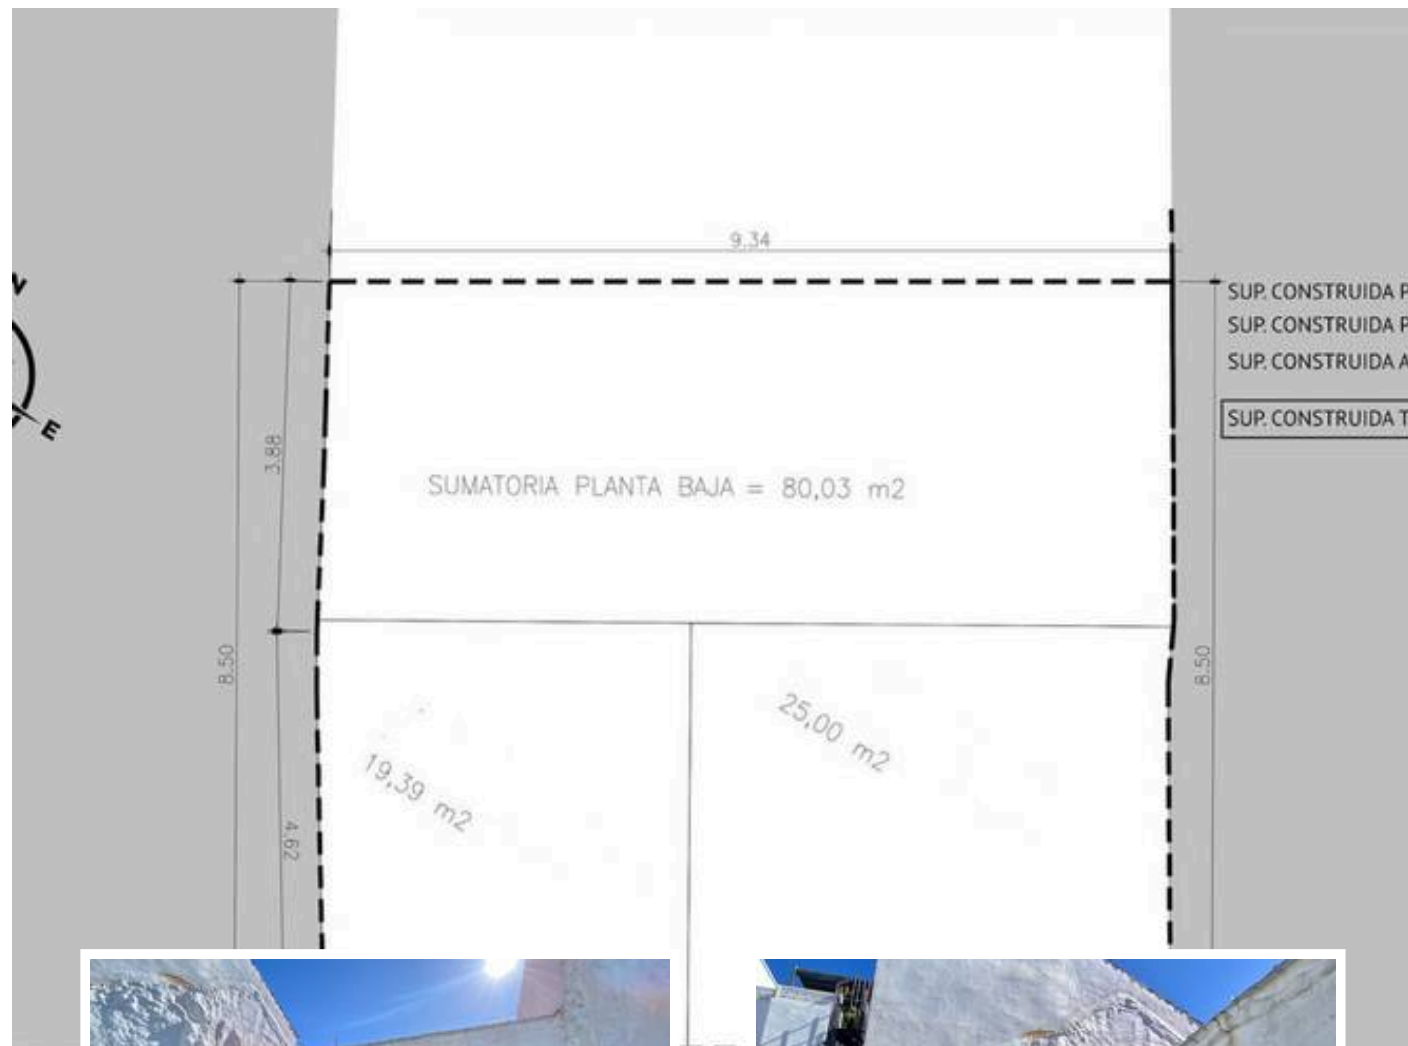 9.34
N
E
SUP. CONSTRUIDA P
SUP. CONSTRUIDA P
SUP. CONSTRUIDA A
SUP. CONSTRUIDA T
3.88
SUMATORIA PLANTA BAJA = 80,03 m2
8.50
8.50
25,00 m2
19,39 m2
4.62